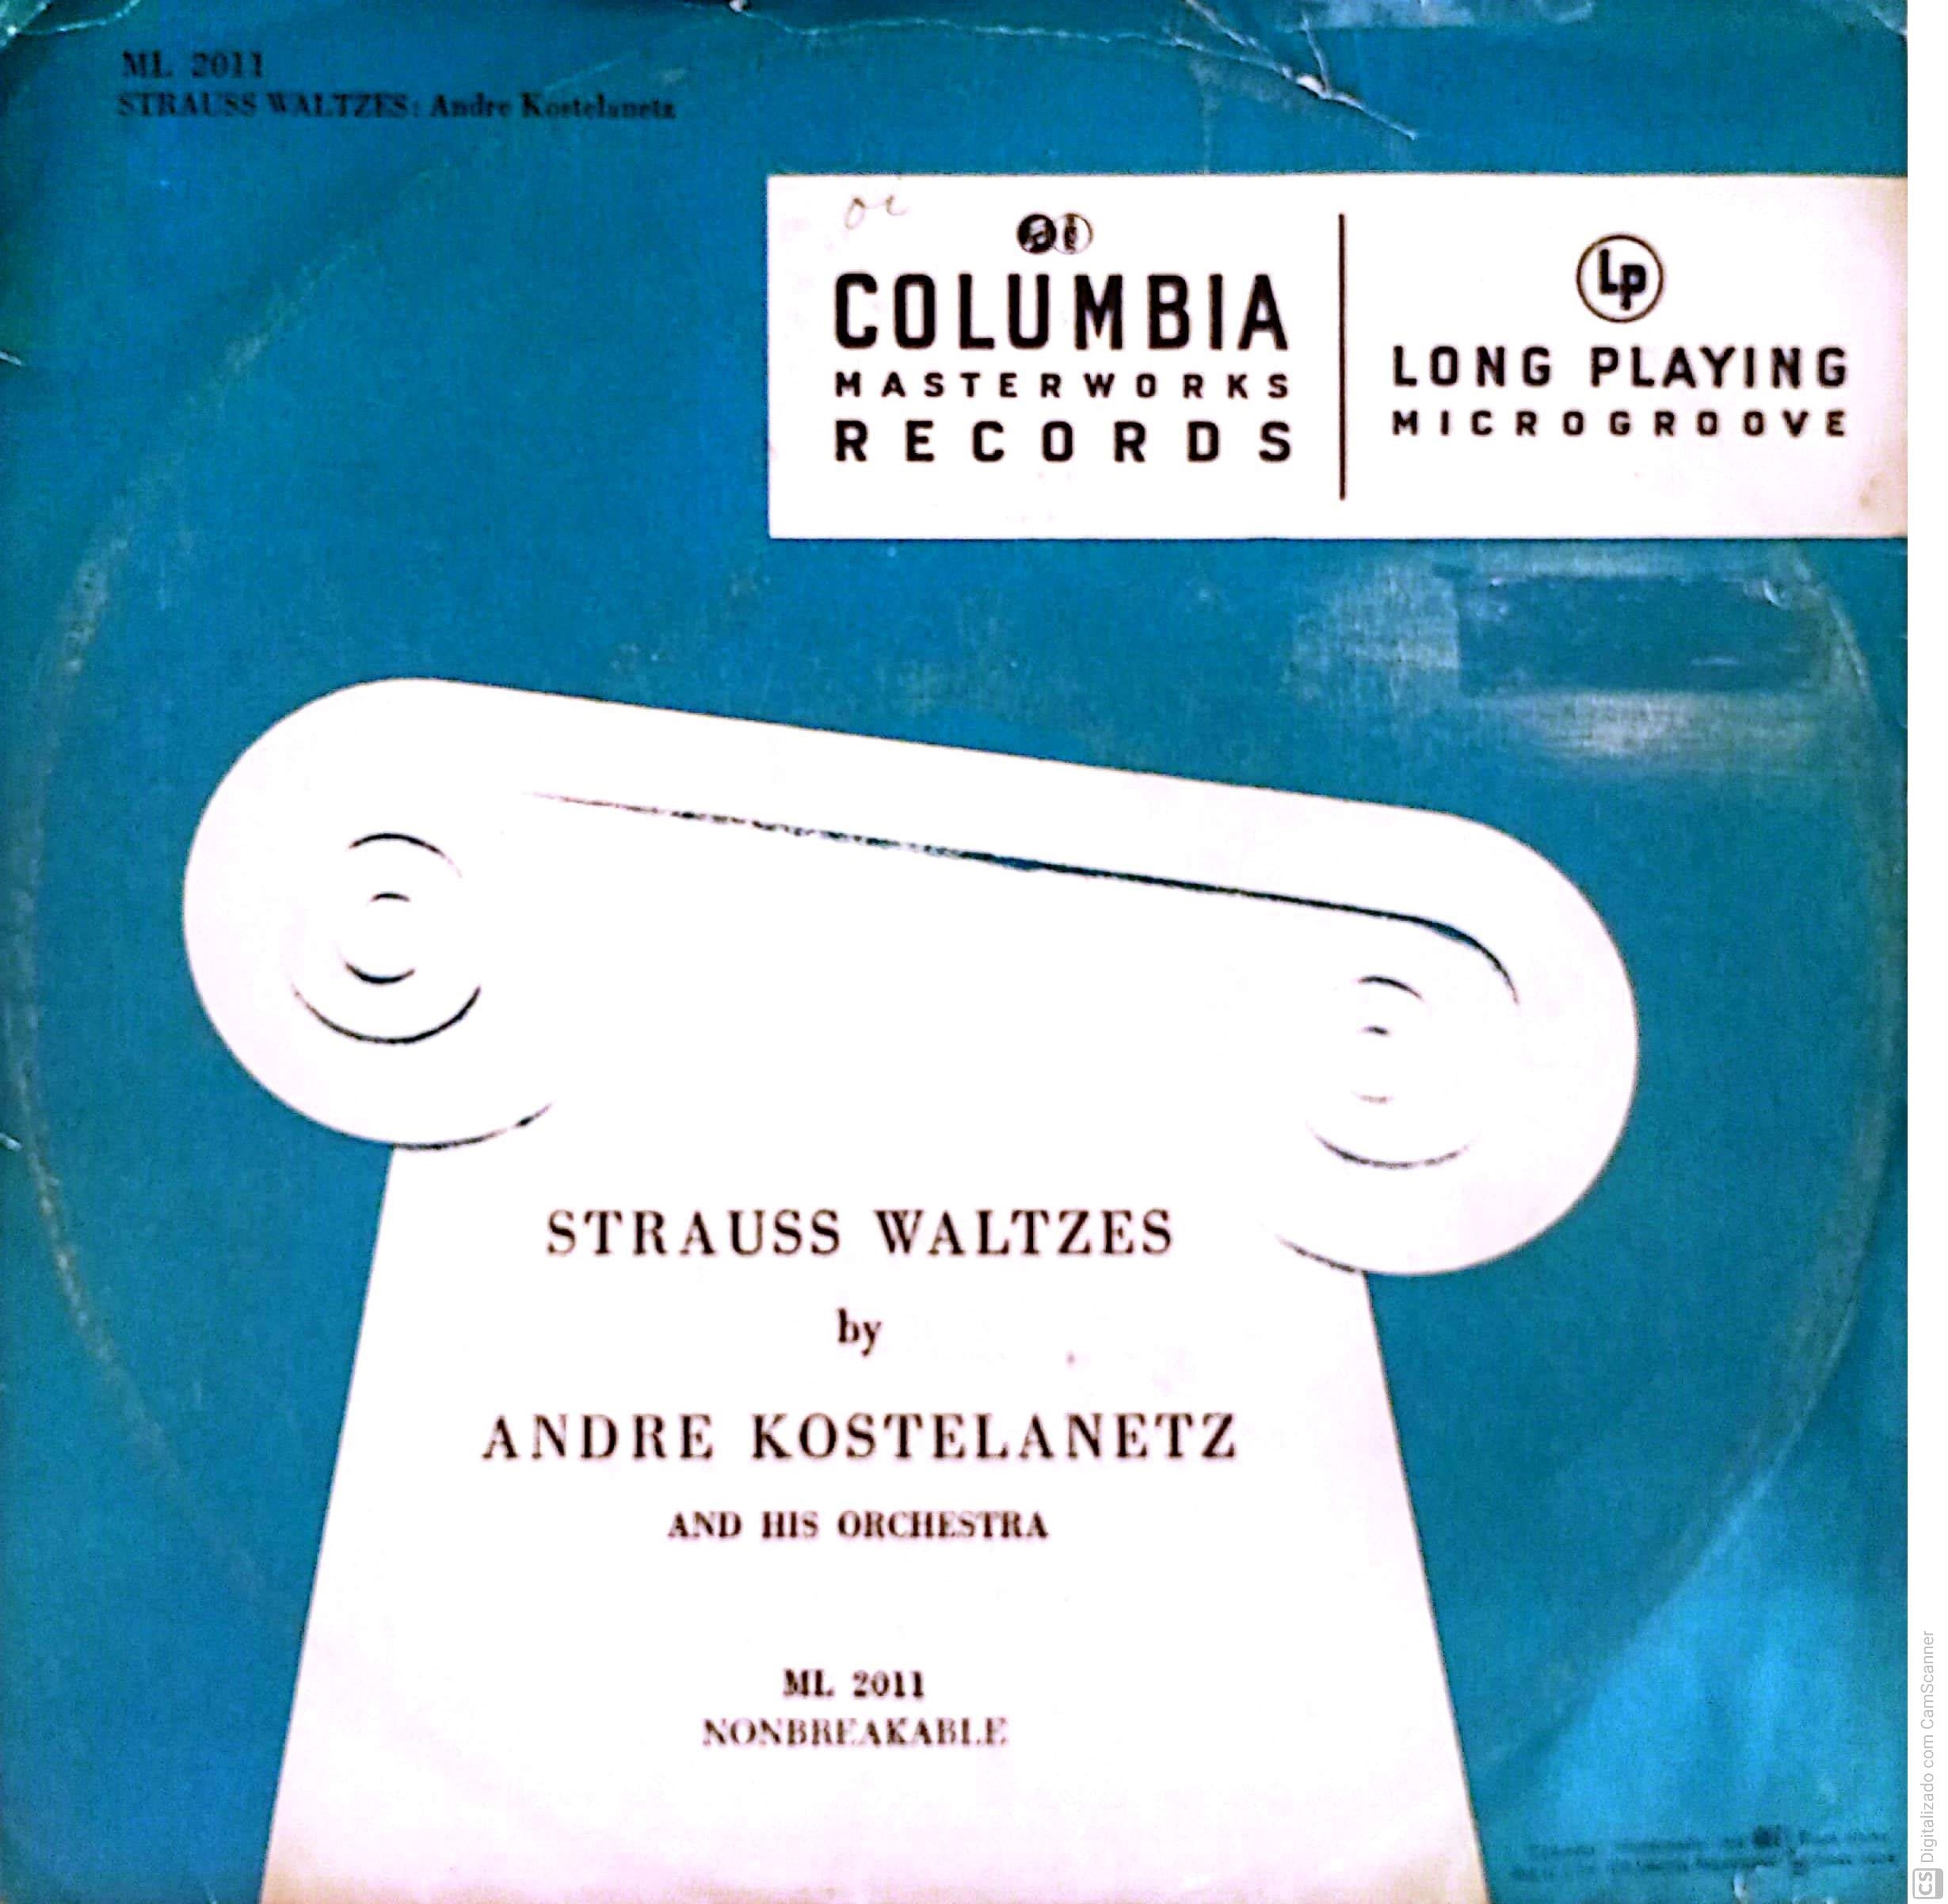 ML 2011
STRAUSS WALTZES: Andre Kostelanetz
COLUMBIA
MASTERWORKS
RECORDS
Lp
LONG PLAYING
MICROGROOVE
STRAUSS WALTZES
by
ANDRE KOSTELANETZ
AND HIS ORCHESTRA
ML 2011
NONBREAKABLE
CS Digitalizado com CamScanner